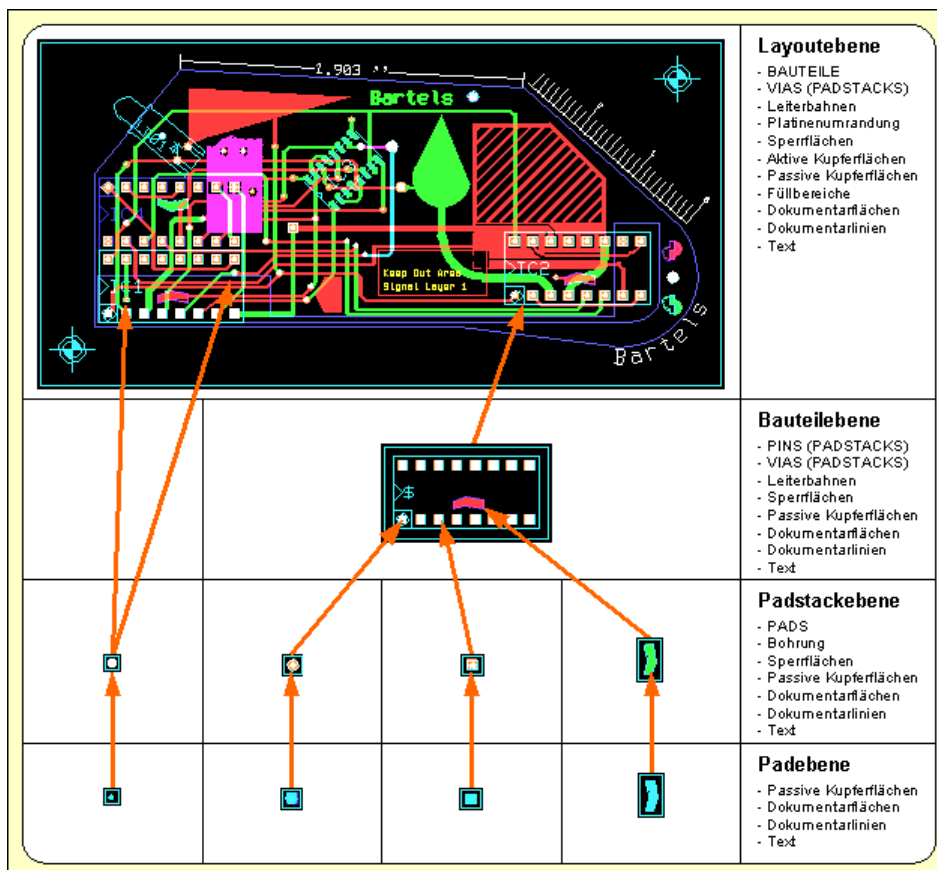 Layoutebene
- BAUTEILE
- VIAS (PADSTACKS)
- Leiterbahnen
- Platinenumrandung
- Sperrflächen
- Aktive Kupferflächen
- Passive Kupferflächen
- Füllbereiche
- Dokumentarflächen
- Dokumentarlinien
- Text
1.903 ,,
Bartels
IC2
Keep Out Area
Signal Layer 1
IC1
Bartels
Bauteilebene
- PINS (PADSTACKS)
- VIAS (PADSTACKS)
- Leiterbahnen
- Sperrflächen
- Passive Kupferflächen
- Dokumentarflächen
- Dokumentarlinien
- Text
$
Padstackebene
- PADS
- Bohrung
- Sperrflächen
- Passive Kupferflächen
- Dokumentarflächen
- Dokumentarlinien
- Text
Padebene
- Passive Kupferflächen
- Dokumentarflächen
- Dokumentarlinien
- Text